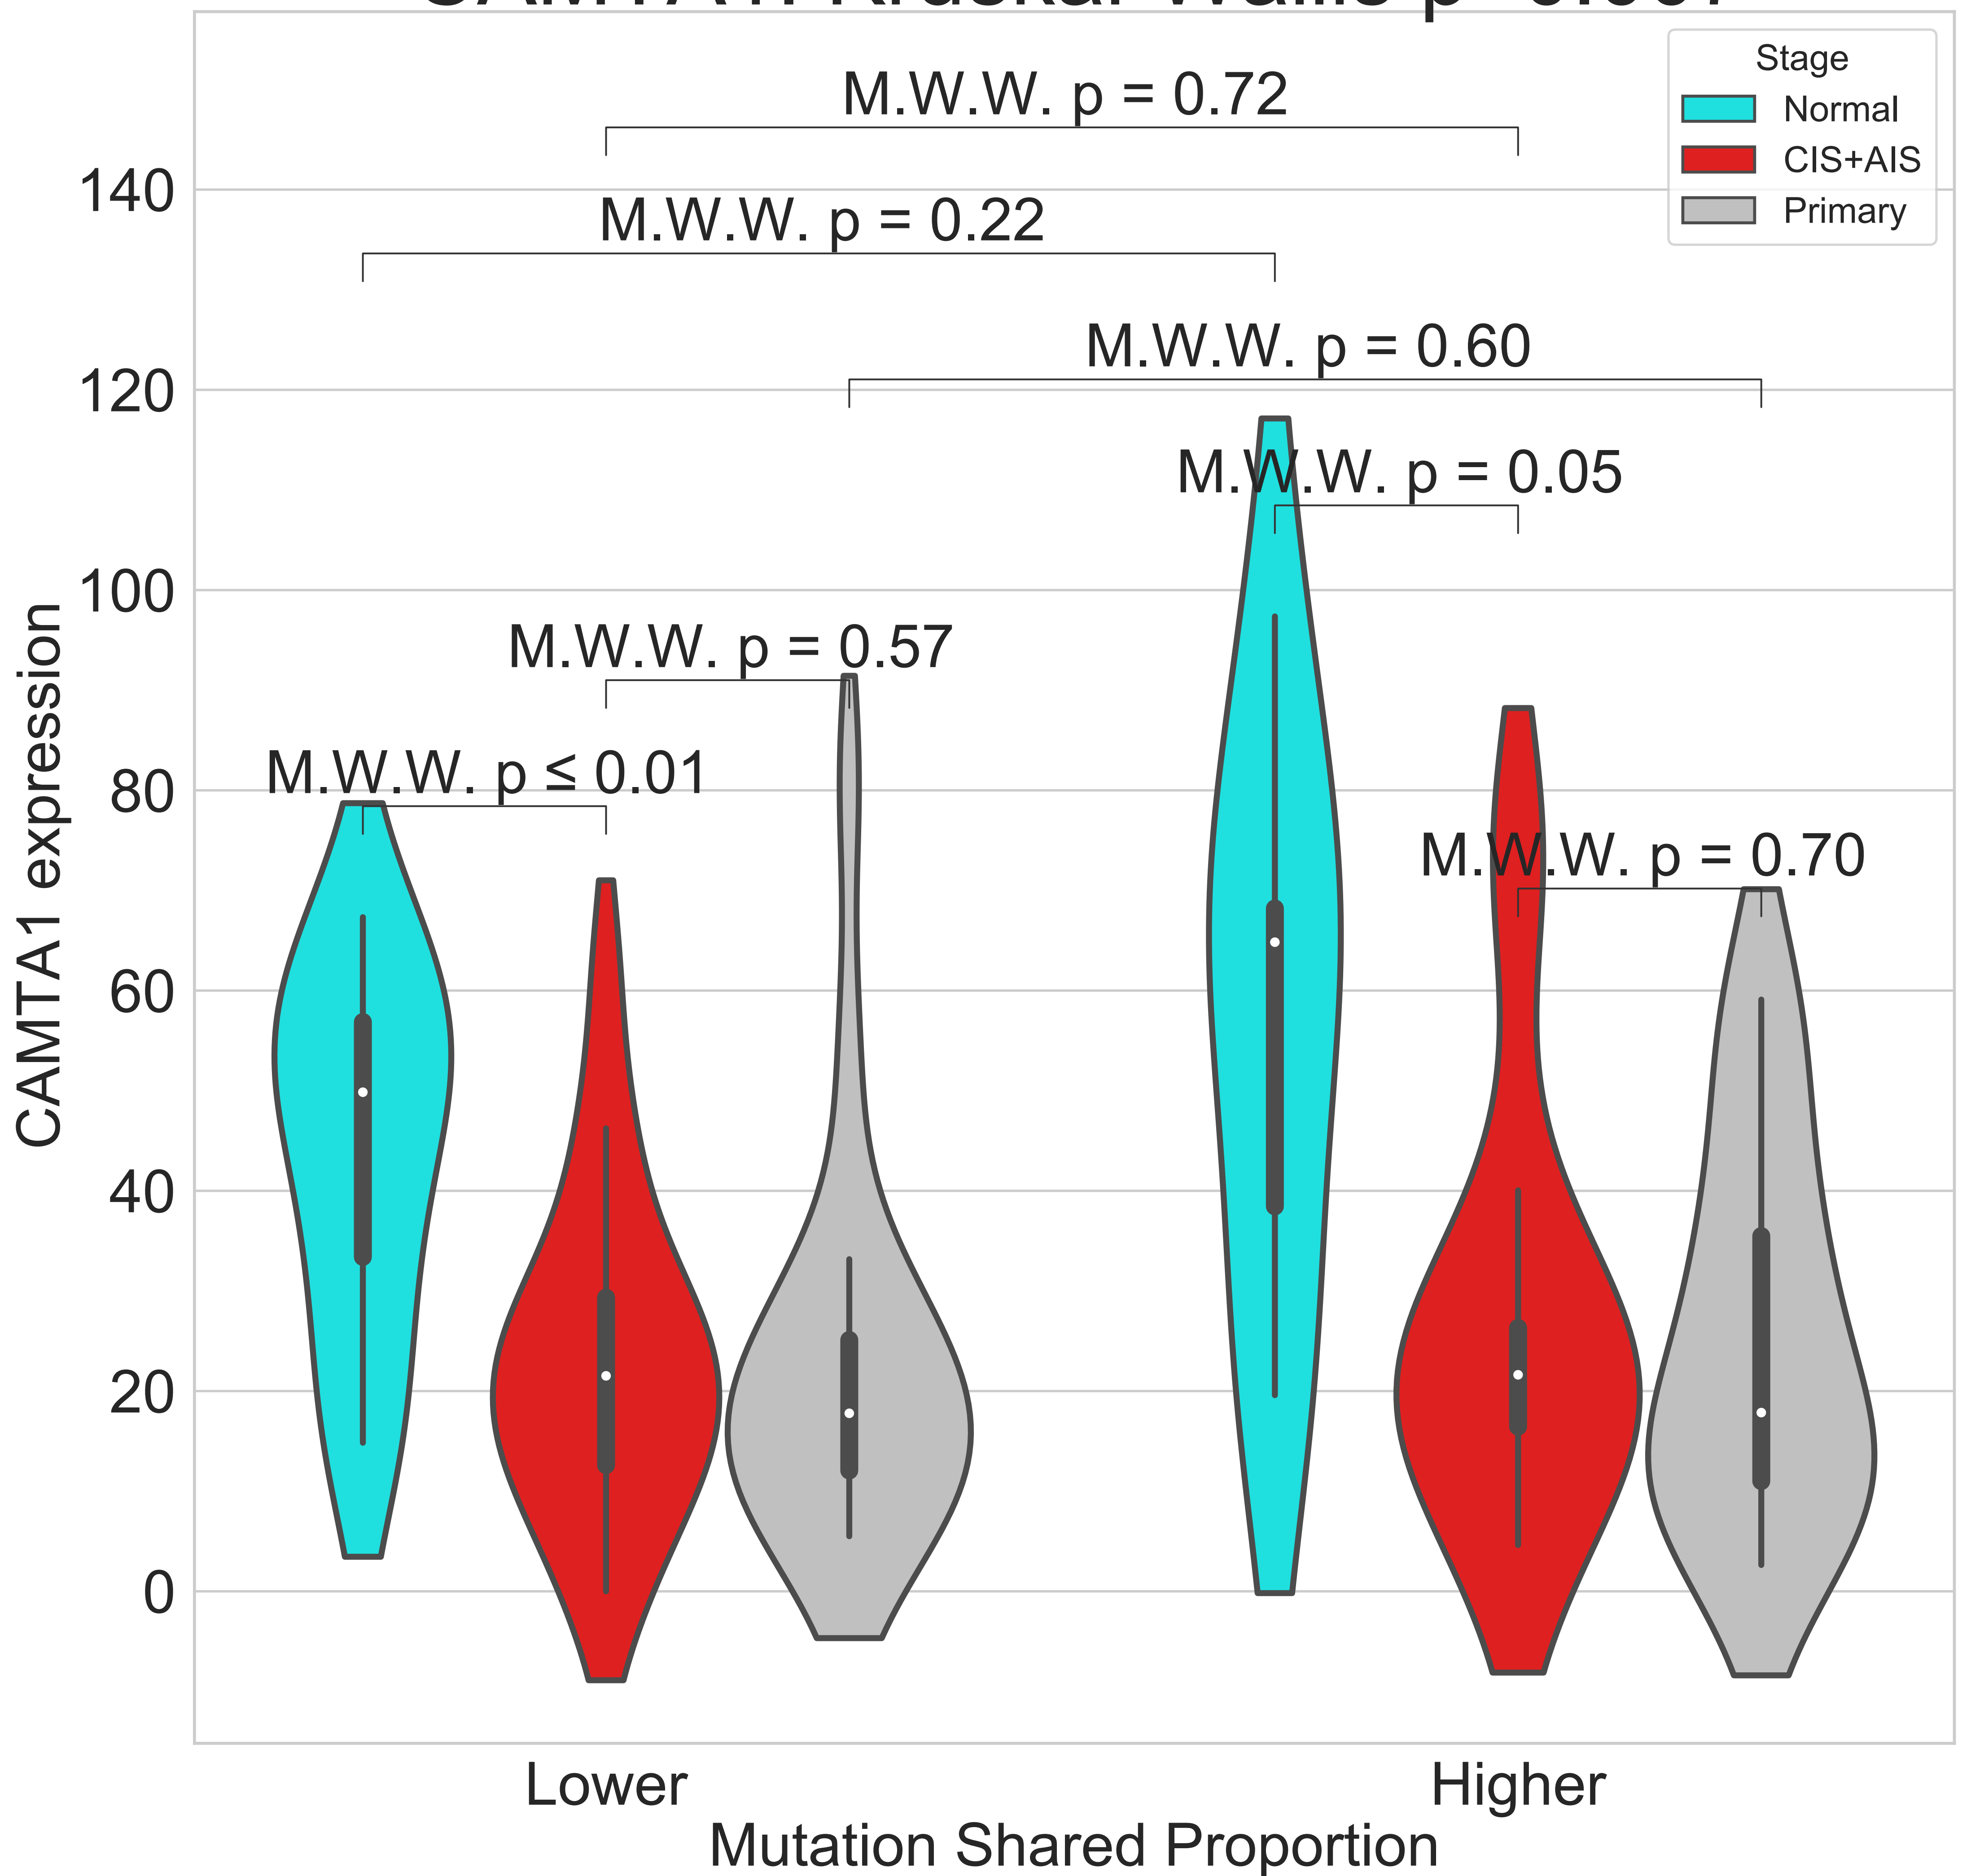 M.W.W. p = 0.72
M.W.W. p = 0.22
M.W.W. p = 0.60
M.W.W. p = 0.05
M.W.W. p = 0.57
M.W.W. p ≤ 0.01
M.W.W. p = 0.70
Stage
Normal
CIS+AIS
Primary
140
120
100
80
60
40
20
0
CAMTA1 expression
Lower
Higher
Mutation Shared Proportion